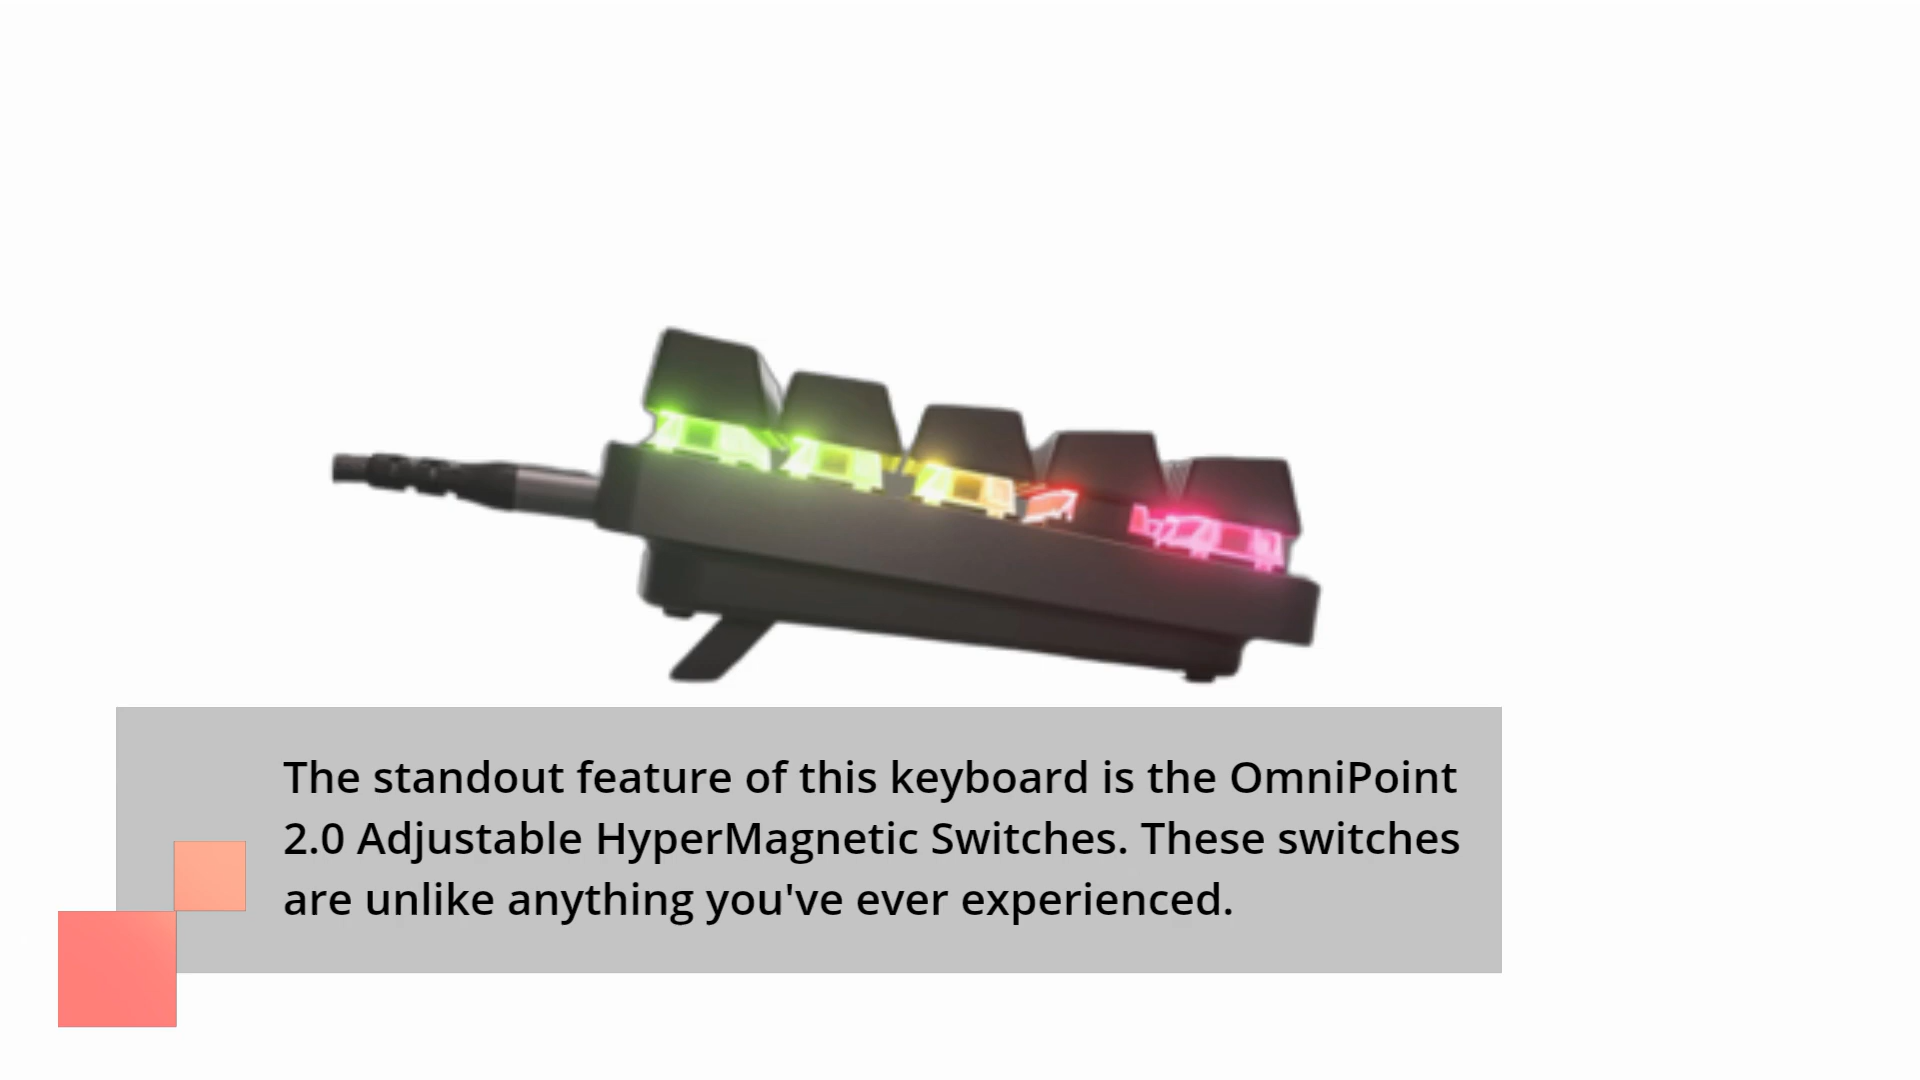 The standout feature of this keyboard is the OmniPoint
2.0 Adjustable HyperMagnetic Switches. These switches
are unlike anything you've ever experienced.